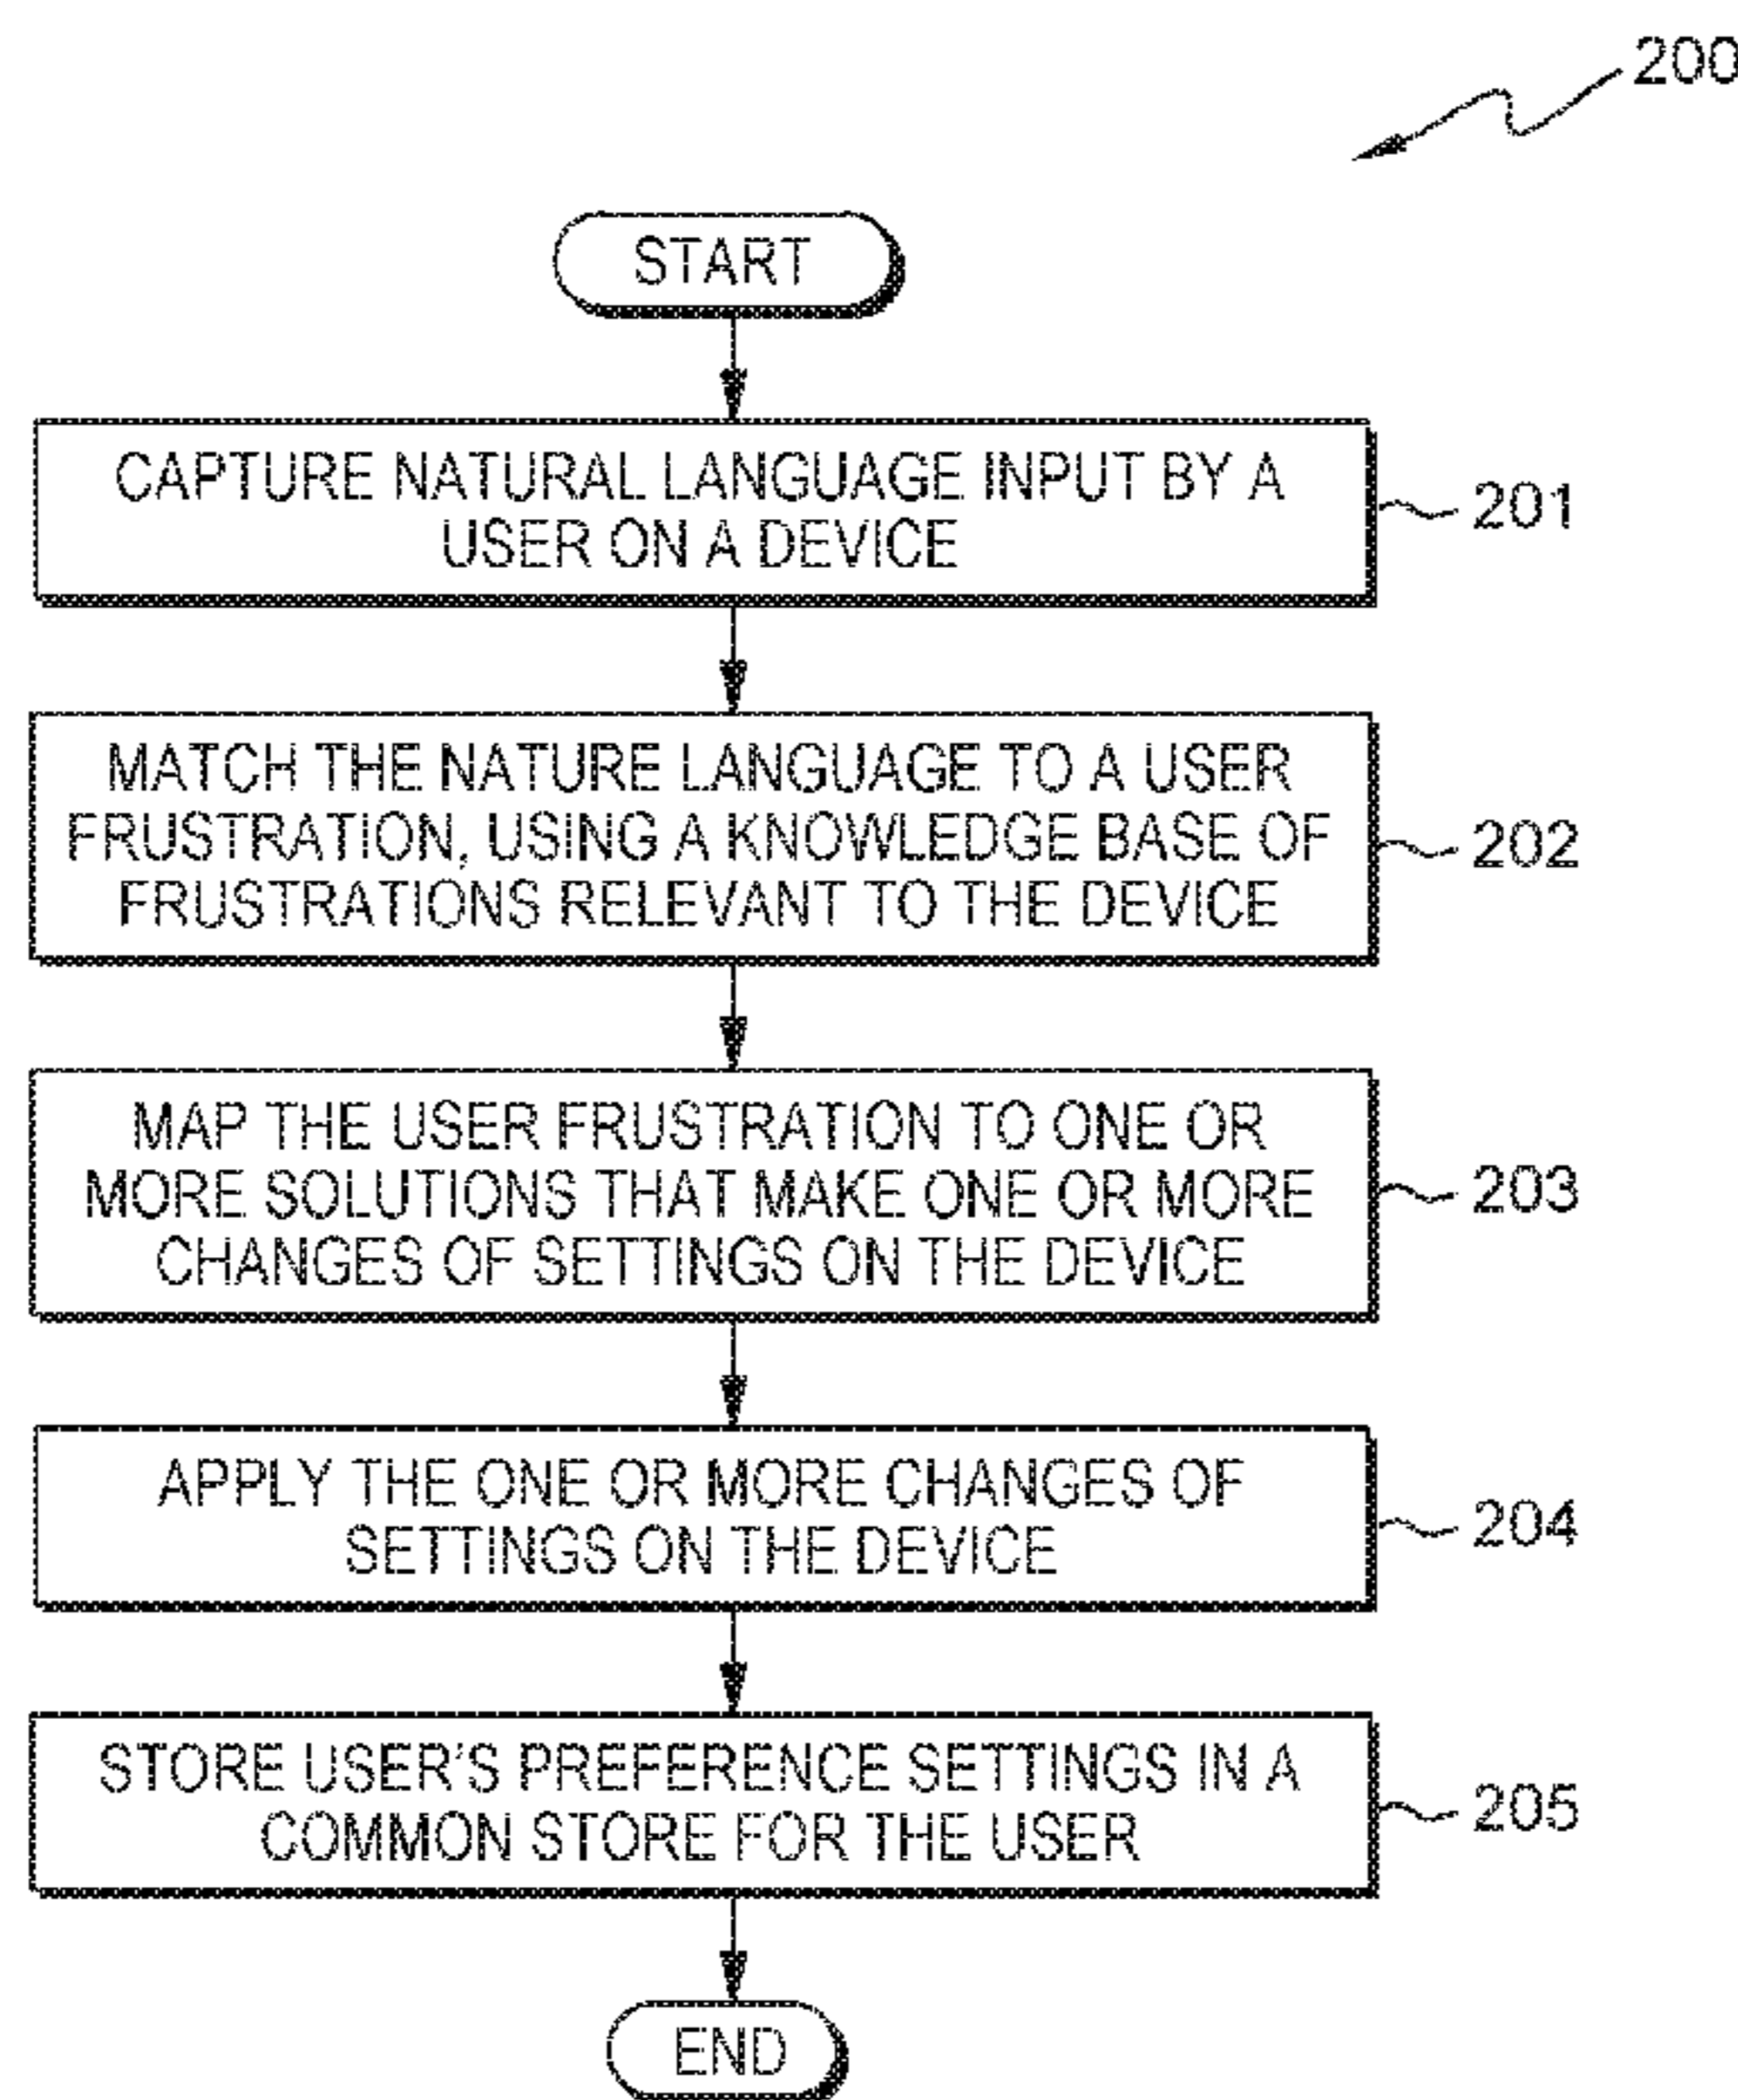 200
START
CAPTURE NATURAL LANGUAGE INPUT BY A
USER ON A DEVICE
201
MATCH THE NATURE LANGUAGE TO A USER
FRUSTRATION, USING A KNOWLEDGE BASE OF
FRUSTRATIONS RELEVANT TO THE DEVICE
202
MAP THE USER FRUSTRATION TO ONE OR
MORE SOLUTIONS THAT MAKE ONE OR MORE
CHANGES OF SETTINGS ON THE DEVICE
203
APPLY THE ONE OR MORE CHANGES OF
SETTINGS ON THE DEVICE
204
STORE USER'S PREFERENCE SETTINGS IN A
COMMON STORE FOR THE USER
205
END